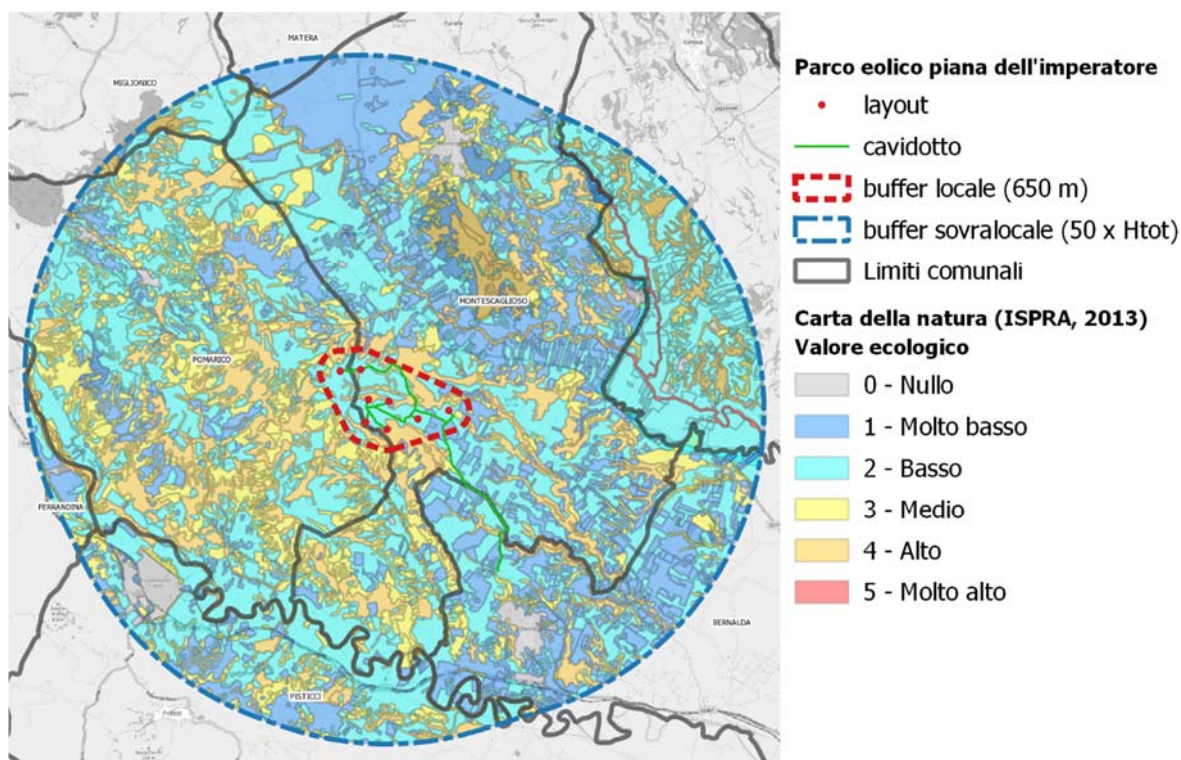 MATERA
MIGLIONICO
MONTESCAGLIOSO
POMARICO
FERRANDINA
BERNALDA
PISTICCI
Parco eolico piana dell'imperatore
layout
cavidotto
buffer locale (650 m)
buffer sovralocale (50 x Htot)
Limiti comunali
Carta della natura (ISPRA, 2013)
Valore ecologico
0 - Nullo
1 - Molto basso
2 - Basso
3 - Medio
4 - Alto
5 - Molto alto